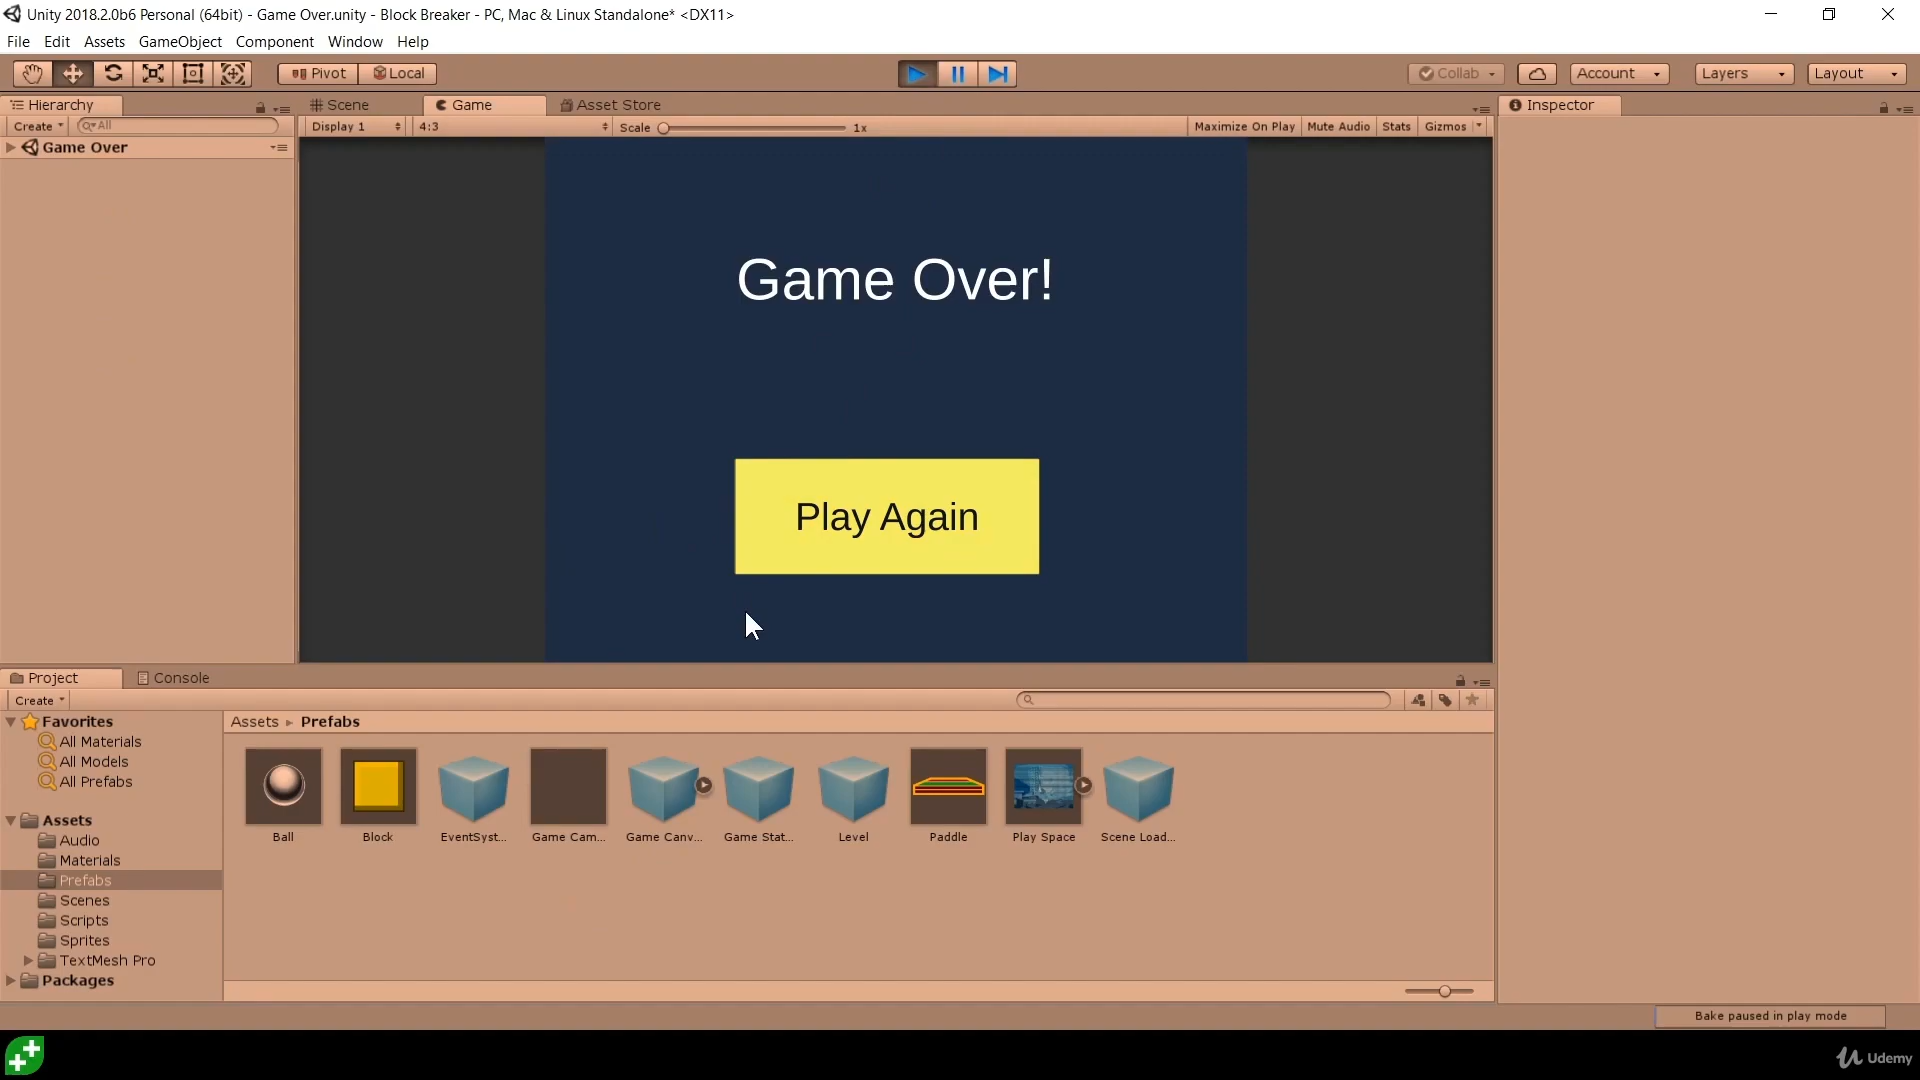 Unity 2018.2.0b6 Personal (64bit) - Game Over.unity - Block Breaker - PC, Mac & Linux Standalone* <DX11>
File Edit Assets GameObject Component Window Help
Pivot Local Collab Account Layers Layout
Hierarchy Scene Game Asset Store Inspector
Create All Display 1 4:3 Scale 1x Maximize On Play Mute Audio Stats Gizmos
Game Over
Game Over!
Play Again
Project Console
Create
Favorites Assets Prefabs
All Materials
All Models
All Prefabs
Assets
Audio
Materials
Prefabs
Scenes
Scripts
Sprites
TextMesh Pro
Packages
Ball Block EventSyst... Game Cam... Game Canv... Game Stat... Level Paddle Play Space Scene Load...
Bake paused in play mode
Udemy